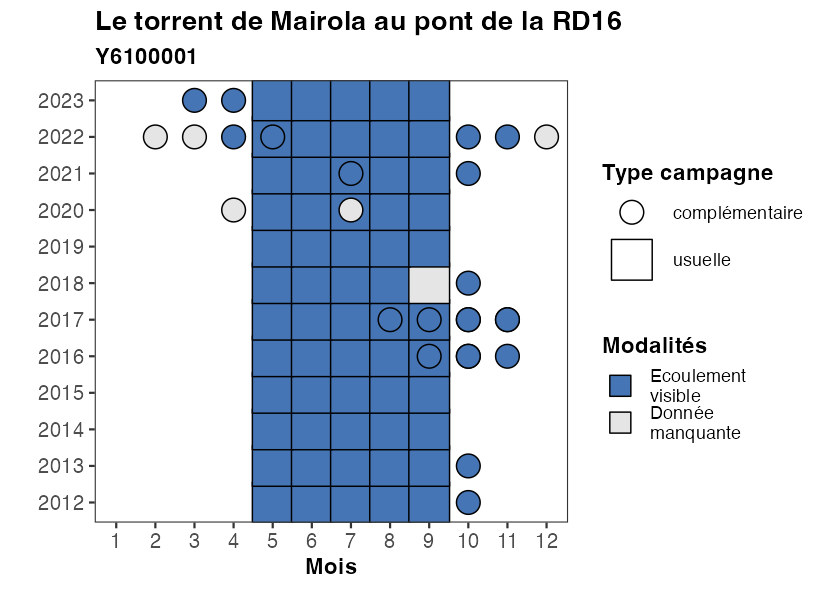 Le torrent de Mairola au pont de la RD16
Y6100001
2023
2022
2021
2020
2019
2018
2017
2016
2015
2014
2013
2012
1 2 3 4 5 6 7 8 9 10 11 12
Mois
Type campagne
complémentaire
usuelle
Modalités
Ecoulement
visible
Donnée
manquante